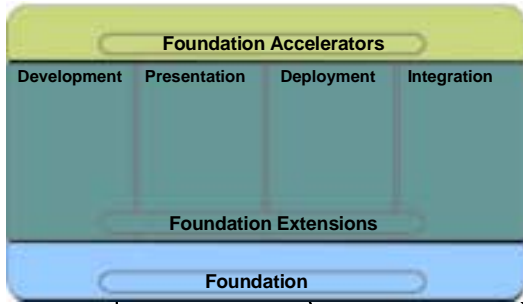 Foundation Accelerators
Development Presentation Deployment Integration
Foundation Extensions
Foundation